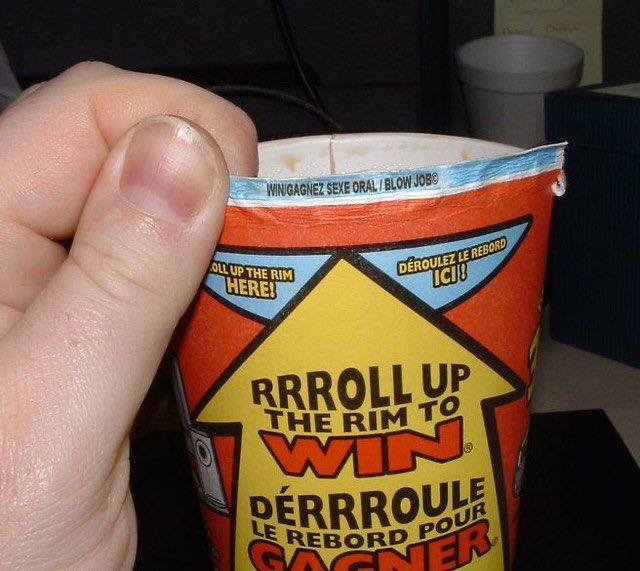 WIN/GAGNEZ SEXE ORAL / BLOW JOB©
OLL UP THE RIM
HERE!
DÉROULEZ LE REBORD
ICI !
RRROLL UP
THE RIM TO
WIN®
DÉRRROULE
LE REBORD POUR
GAGNER